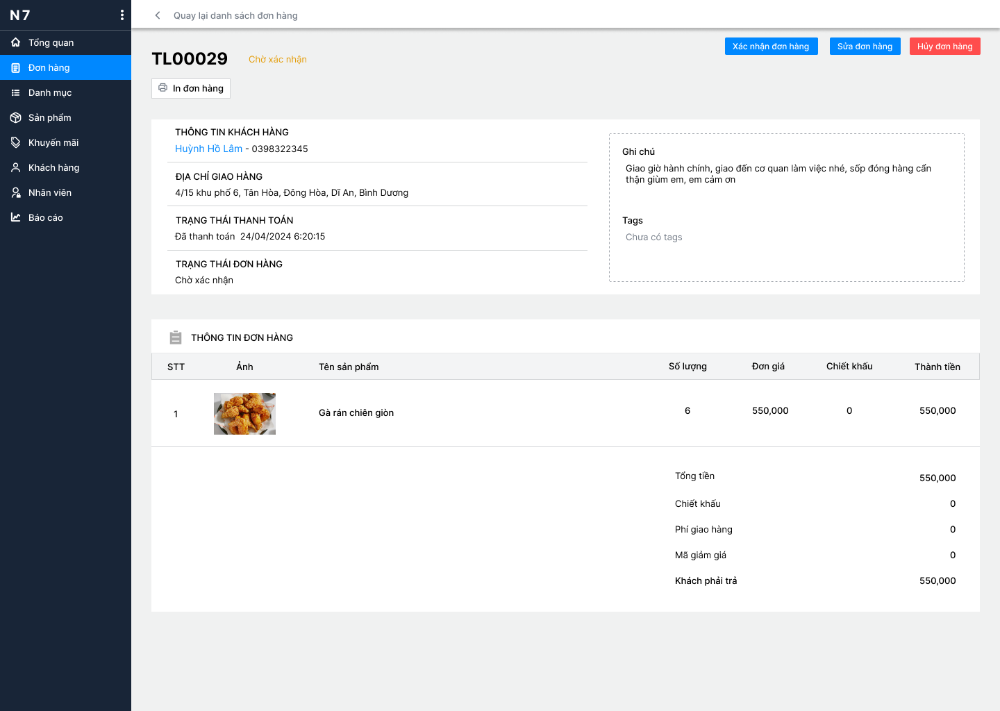 N7
Quay lại danh sách đơn hàng
Tổng quan
Đơn hàng
Danh mục
Sản phẩm
Khuyến mãi
Khách hàng
Nhân viên
Báo cáo
TL00029
Chờ xác nhận
Xác nhận đơn hàng
Sửa đơn hàng
Hủy đơn hàng
In đơn hàng
THÔNG TIN KHÁCH HÀNG
Huỳnh Hồ Lâm - 0398322345
ĐỊA CHỈ GIAO HÀNG
4/15 khu phố 6, Tân Hòa, Đông Hòa, Dĩ An, Bình Dương
TRẠNG THÁI THANH TOÁN
Đã thanh toán 24/04/2024 6:20:15
TRẠNG THÁI ĐƠN HÀNG
Chờ xác nhận
Ghi chú
Giao giờ hành chính, giao đến cơ quan làm việc nhé, sốp đóng hàng cẩn
thận giùm em, em cảm ơn
Tags
Chưa có tags
THÔNG TIN ĐƠN HÀNG
STT Ảnh Tên sản phẩm Số lượng Đơn giá Chiết khấu Thành tiền
1 Gà rán chiên giòn 6 550,000 0 550,000
Tổng tiền 550,000
Chiết khấu 0
Phí giao hàng 0
Mã giảm giá 0
Khách phải trả 550,000